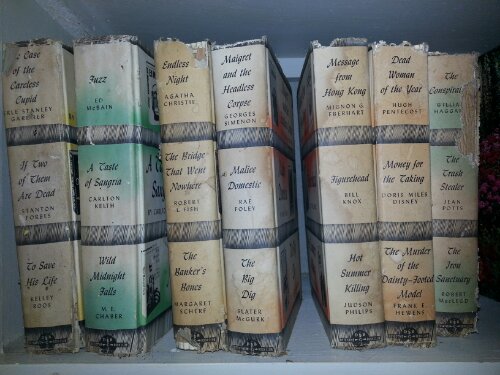 Case
of the
Careless
Cupid
STANLEY
GARDNER
If Two
of Them
Are Dead
STANTON
FORBES
To Save
His Life
KELLEY
ROOS
Fuzz
ED
McBAIN
A Taste
of Sangria
CARLTON
KEITH
Wild
Midnight
Falls
M. E.
CHABER
Endless
Night
AGATHA
CHRISTIE
The Bridge
That Went
Nowhere
ROBERT
L. FISH
The
Banker's
Bones
MARGARET
SCHERF
Maigret
and the
Headless
Corpse
GEORGES
SIMENON
Malice
Domestic
RAE
FOLEY
The
Big
Dig
SLATER
McGURK
Message
from
Hong Kong
MIGNON G.
EBERHART
Figurehead
BILL
KNOX
Hot
Summer
Killing
JUDSON
PHILIPS
Dead
Woman
of the Year
HUGH
PENTECOST
Money for
the Taking
DORIS MILES
DISNEY
The Murder
of the
Dainty-Footed
Model
FRANK E.
The
WILLIAM
HAGGARD
The
Trash
Stealer
JEAN
POTTS
The
Iron
Sanctuary
ROBERT
MACLEOD